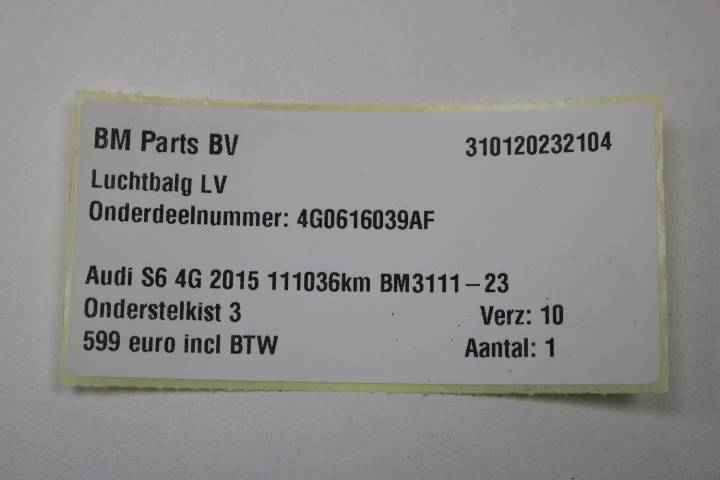 BM Parts BV 310120232104
Luchtbalg LV
Onderdeelnummer: 4G0616039AF
Audi S6 4G 2015 111036km BM3111-23
Onderstelkist 3 Verz: 10
599 euro incl BTW Aantal: 1